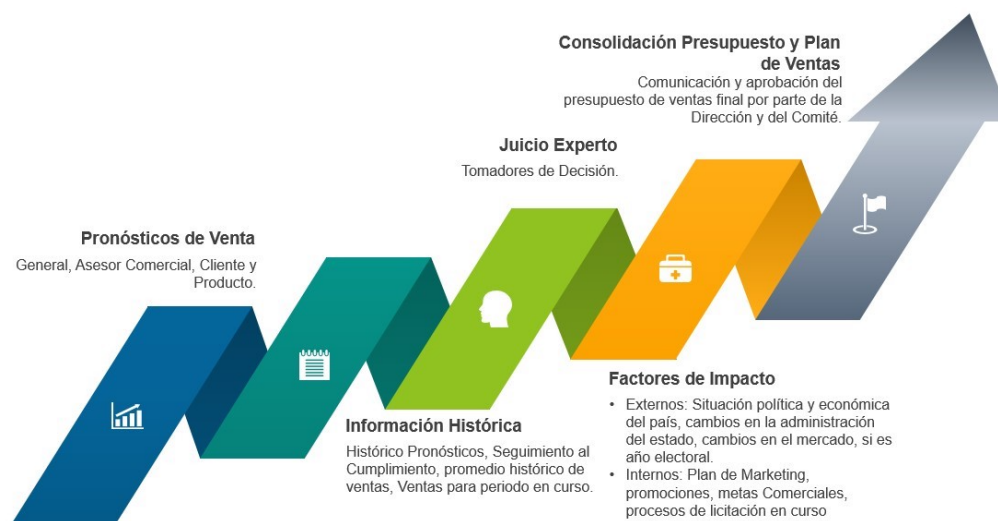 Pronósticos de Venta
General, Asesor Comercial, Cliente y
Producto.
Información Histórica
Histórico Pronósticos, Seguimiento al
Cumplimiento, promedio histórico de
ventas, Ventas para periodo en curso.
Juicio Experto
Tomadores de Decisión.
Factores de Impacto
• Externos: Situación política y económica
del país, cambios en la administración
del estado, cambios en el mercado, si es
año electoral.
• Internos: Plan de Marketing,
promociones, metas Comerciales,
procesos de licitación en curso
Consolidación Presupuesto y Plan
de Ventas
Comunicación y aprobación del
presupuesto de ventas final por parte de la
Dirección y del Comité.